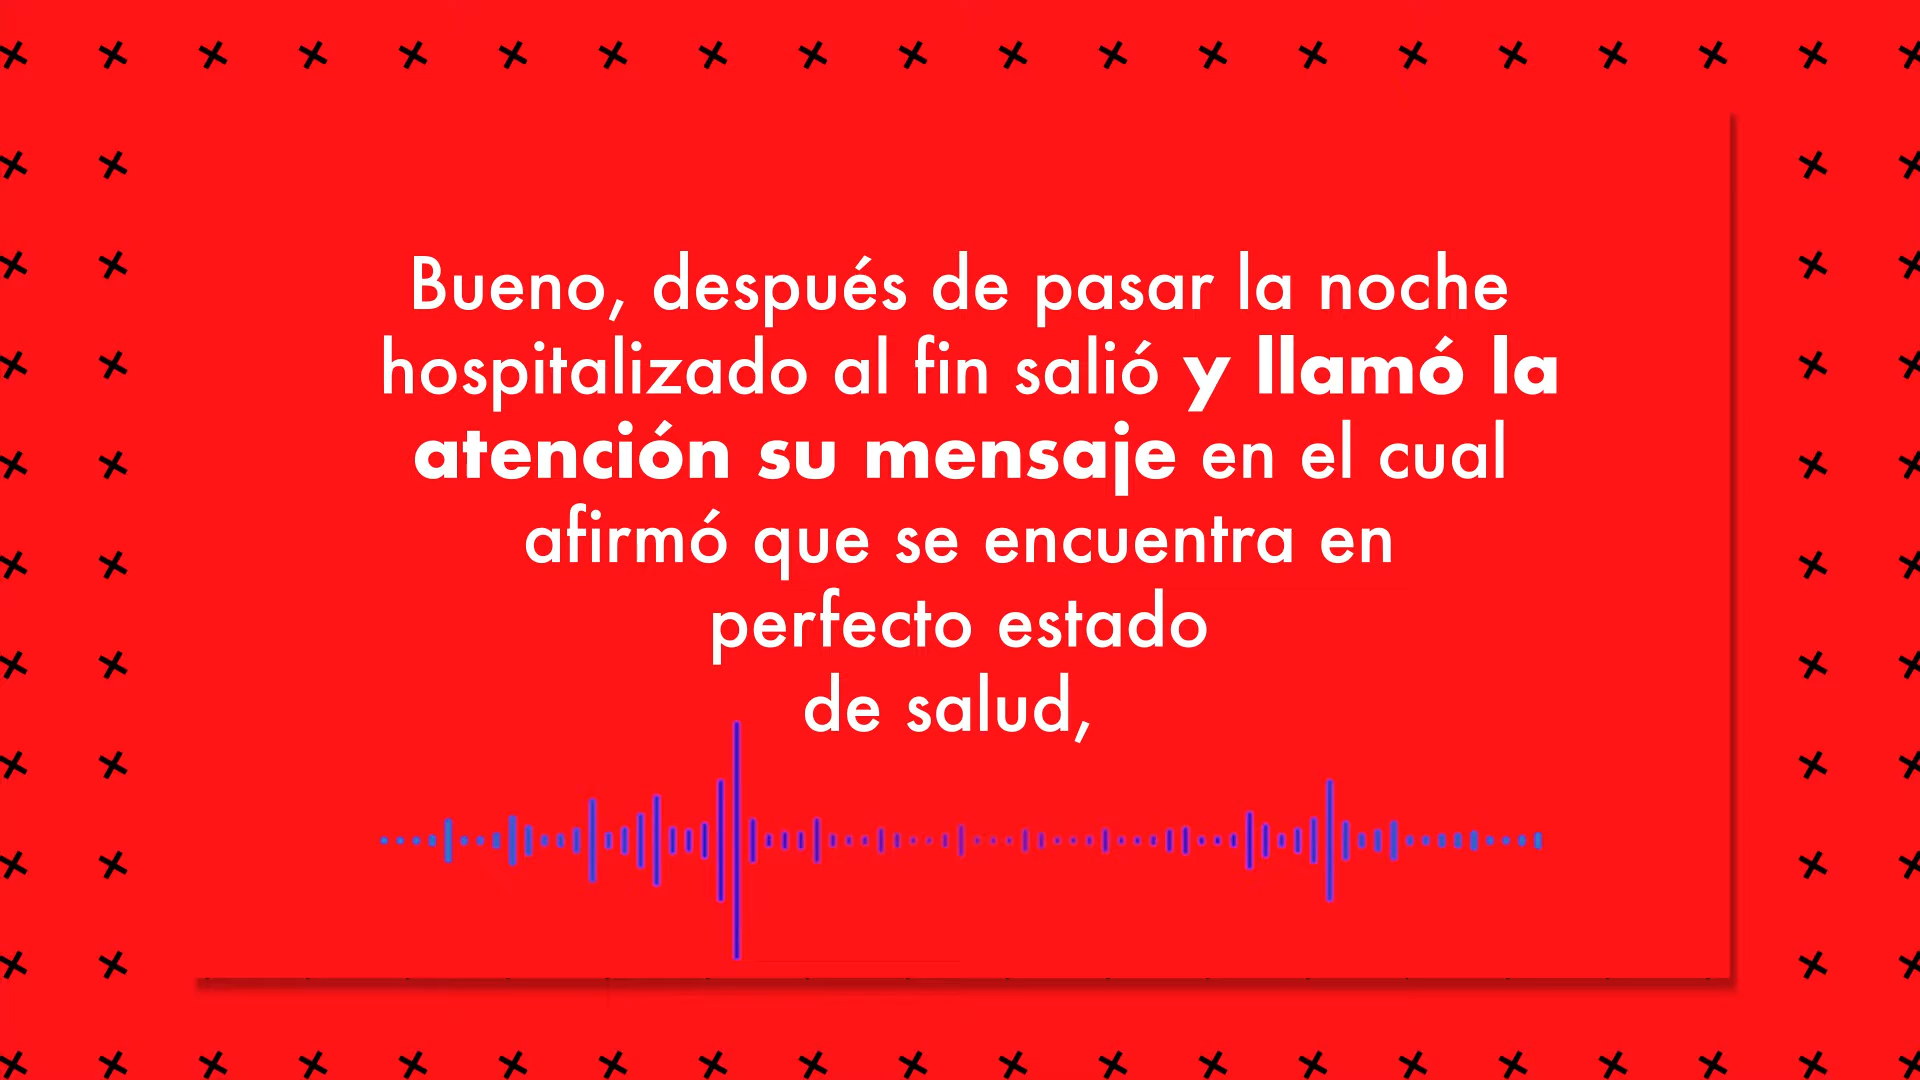 Bueno, después de pasar la noche
hospitalizado al fin salió y llamó la
atención su mensaje en el cual
afirmó que se encuentra en
perfecto estado
de salud,